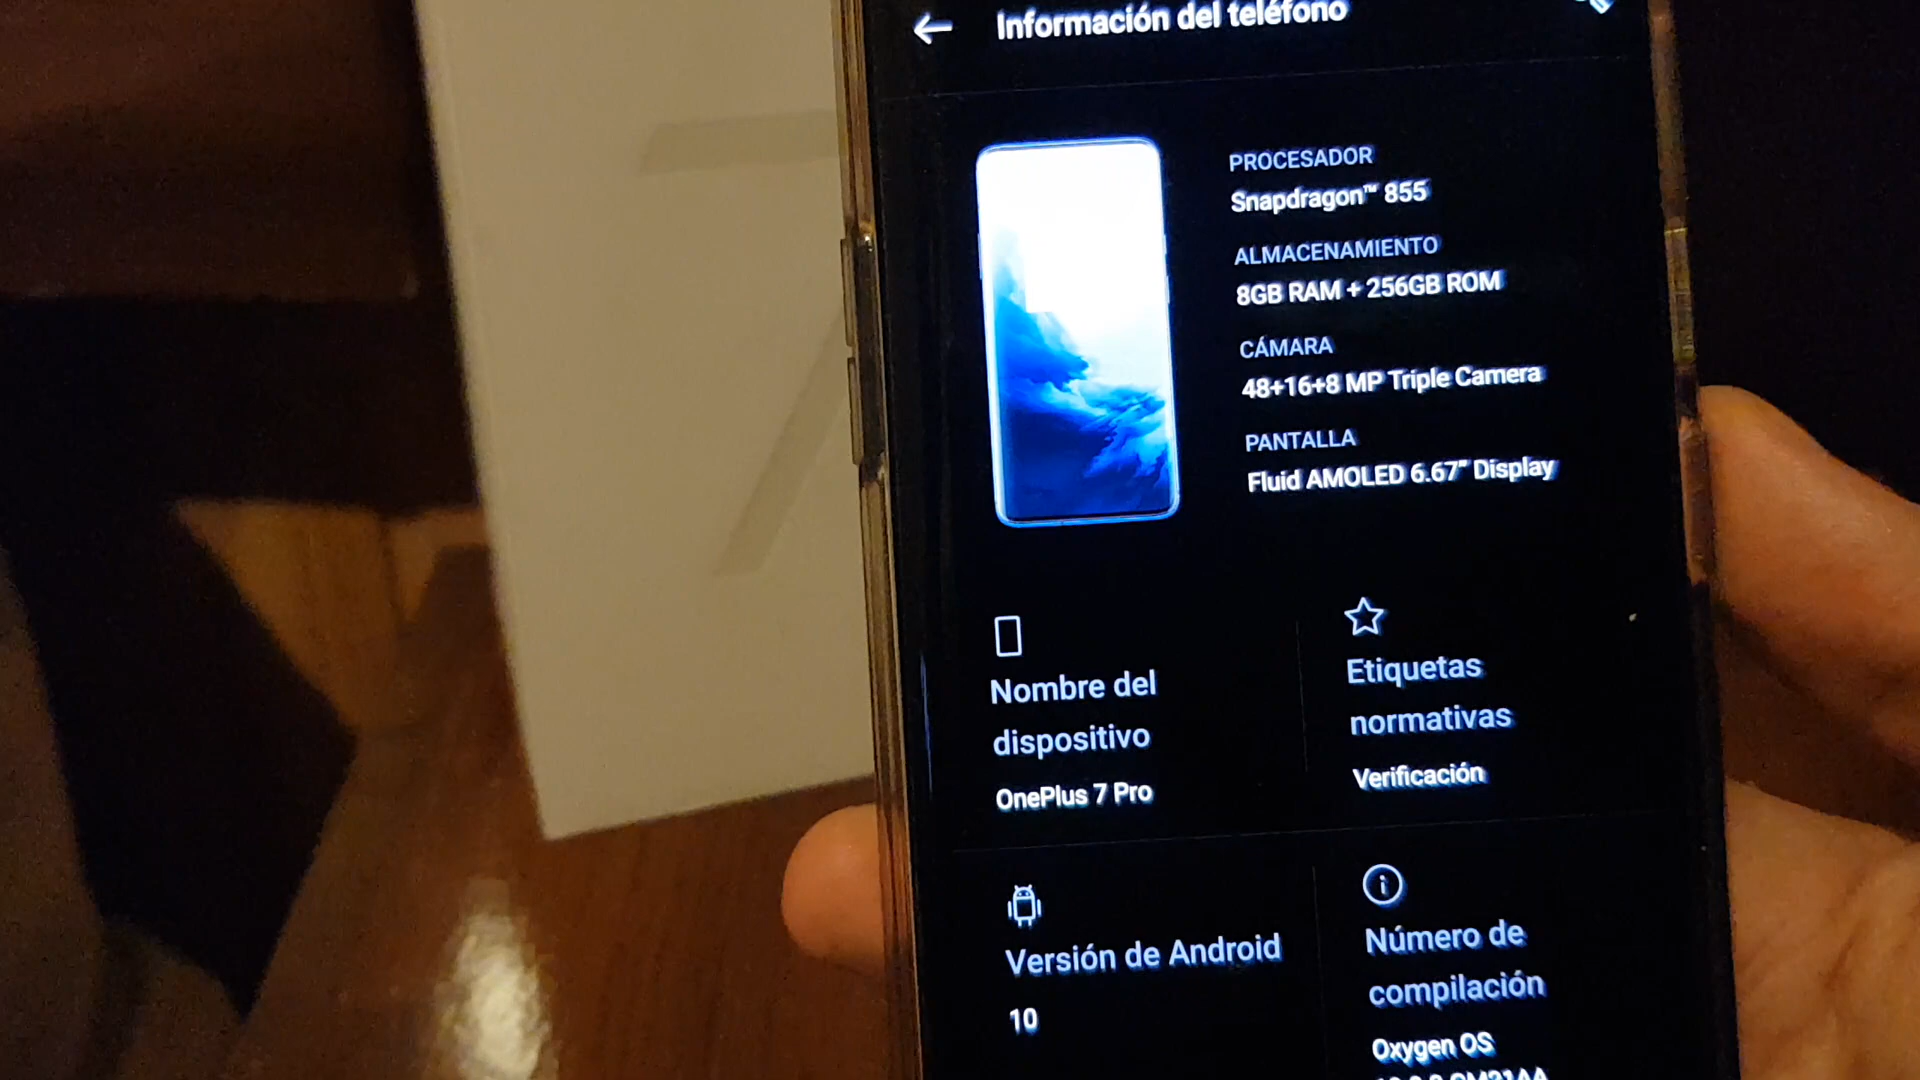 Información del teléfono
PROCESADOR
Snapdragon™ 855
ALMACENAMIENTO
8GB RAM + 256GB ROM
CÁMARA
48+16+8 MP Triple Camera
PANTALLA
Fluid AMOLED 6.67" Display
Nombre del
dispositivo
OnePlus 7 Pro
Etiquetas
normativas
Verificación
Versión de Android
10
Número de
compilación
Oxygen OS